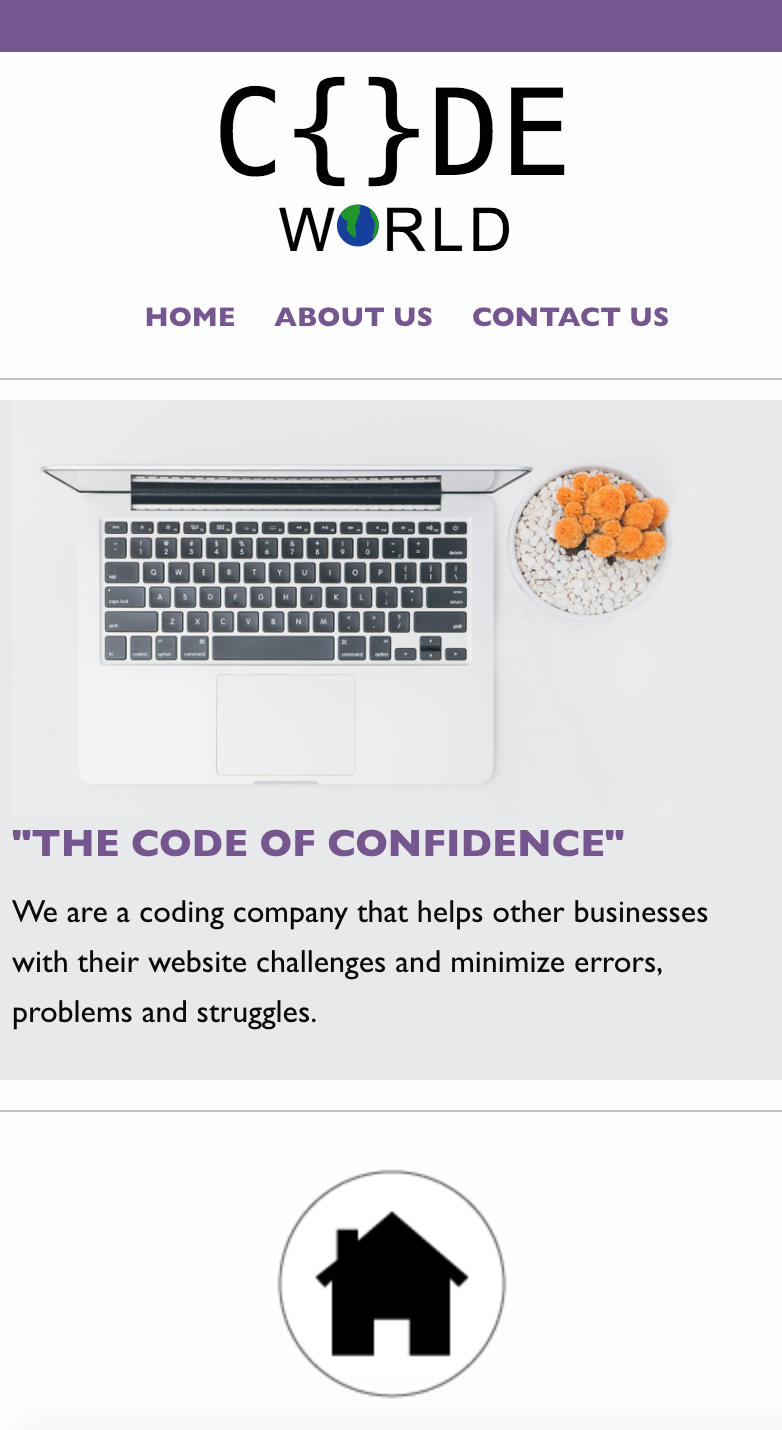 C{}DE
W RLD
HOME ABOUT US CONTACT US
"THE CODE OF CONFIDENCE"
We are a coding company that helps other businesses
with their website challenges and minimize errors,
problems and struggles.